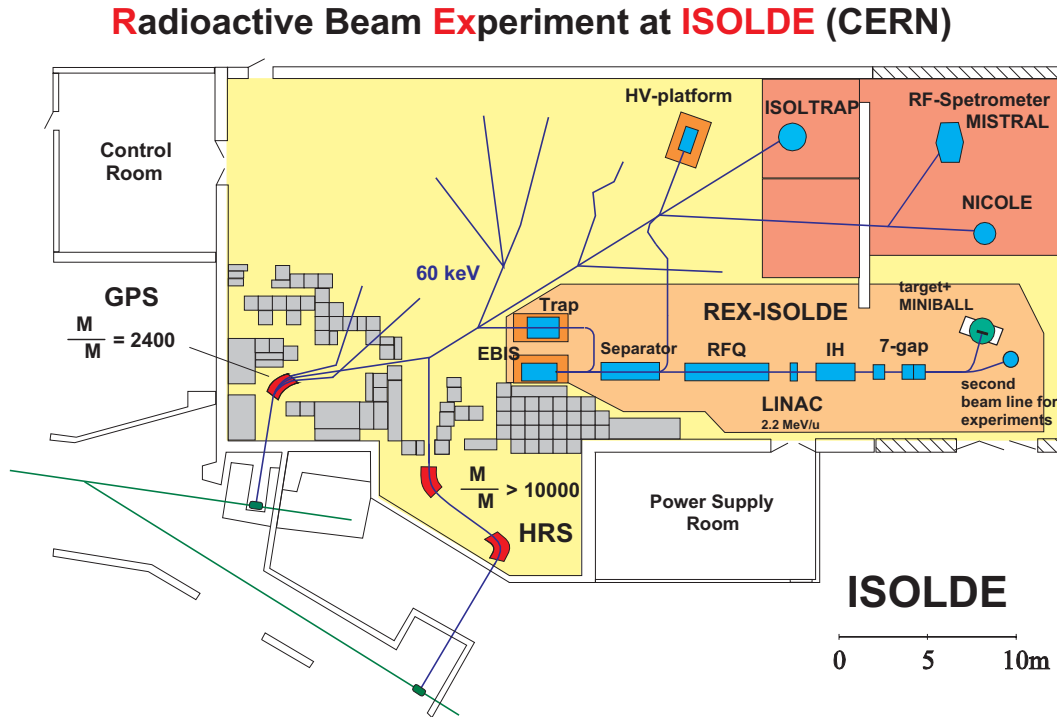 Radioactive Beam Experiment at ISOLDE (CERN)
HV-platform
ISOLTRAP
RF-Spetrometer
MISTRAL
Control
Room
NICOLE
60 keV
GPS
M
M
= 2400
target+
MINIBALL
REX-ISOLDE
Trap
EBIS
Separator
RFQ
IH
7-gap
LINAC
2.2 MeV/u
second
beam line for
experiments
M
M
> 10000
HRS
Power Supply
Room
ISOLDE
0 5 10m